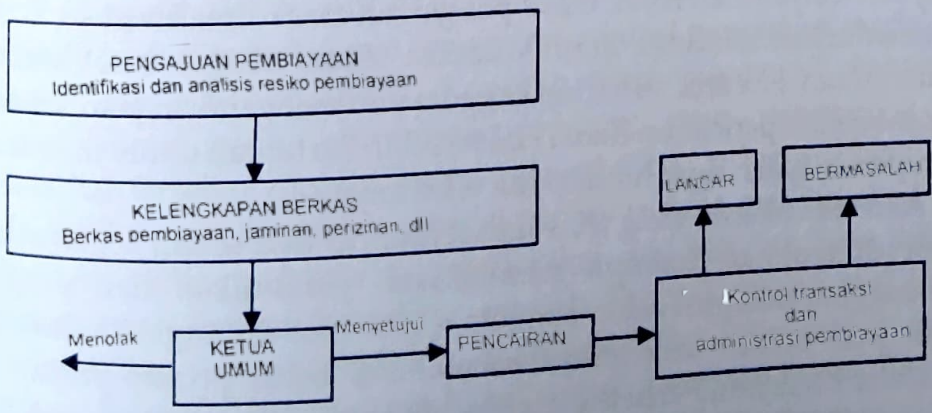 PENGAJUAN PEMBIAYAAN
Identifikasi dan analisis resiko pembiayaan
KELENGKAPAN BERKAS
Berkas pembiayaan, jaminan, perizinan, dll
Menolak
KETUA
UMUM
Menyetujui
PENCAIRAN
LANCAR
BERMASALAH
Kontrol transaksi
dan
administrasi pembiayaan